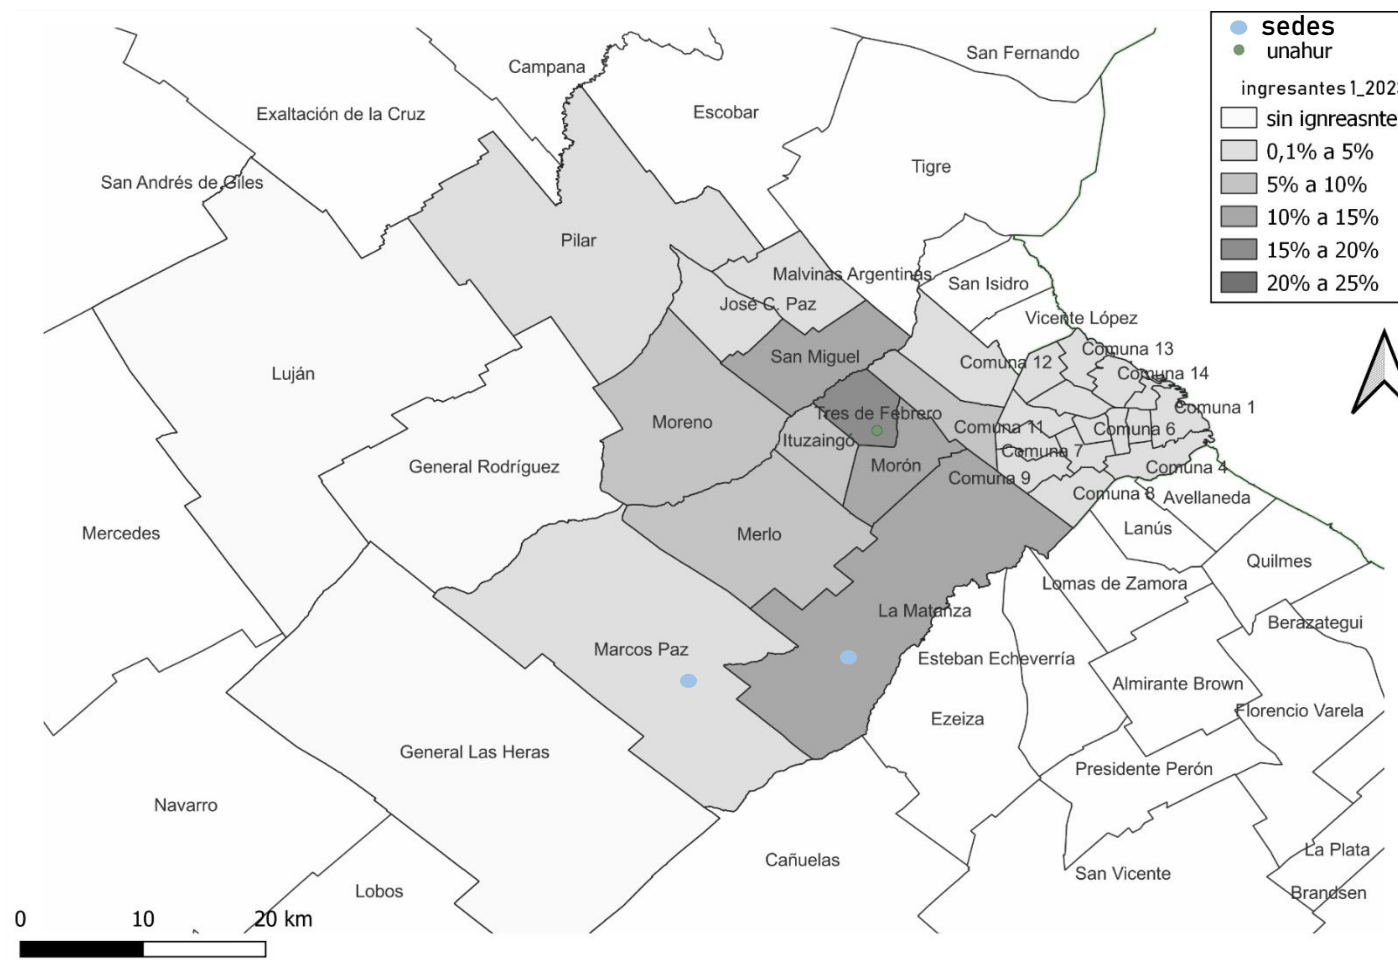 sedes
unahur
ingresantes 1_202
sin ignreasnte
0,1% a 5%
5% a 10%
10% a 15%
15% a 20%
20% a 25%
San Fernando
Campana
Exaltación de la Cruz
Escobar
Tigre
San Andrés de Giles
Pilar
Malvinas Argentinas
San Isidro
José C. Paz
Vicente López
Comuna 13
San Miguel
Comuna 12
Comuna 14
Luján
Comuna 1
Tres de Febrero
Moreno
Comuna 11
Comuna 6
Ituzaingó
Comuna 7
General Rodríguez
Morón
Comuna 4
Comuna 9
Comuna 8
Avellaneda
Mercedes
Merlo
Lanús
Quilmes
Lomas de Zamora
La Matanza
Berazategui
Marcos Paz
Esteban Echeverría
Almirante Brown
Ezeiza
Florencio Varela
General Las Heras
Presidente Perón
Navarro
Cañuelas
La Plata
San Vicente
Lobos
Brandsen
0 10 20 km